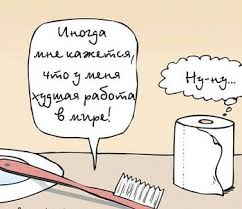 Иногда
мне кажется,
что у меня
худшая работа
в мире!
Ну-ну...